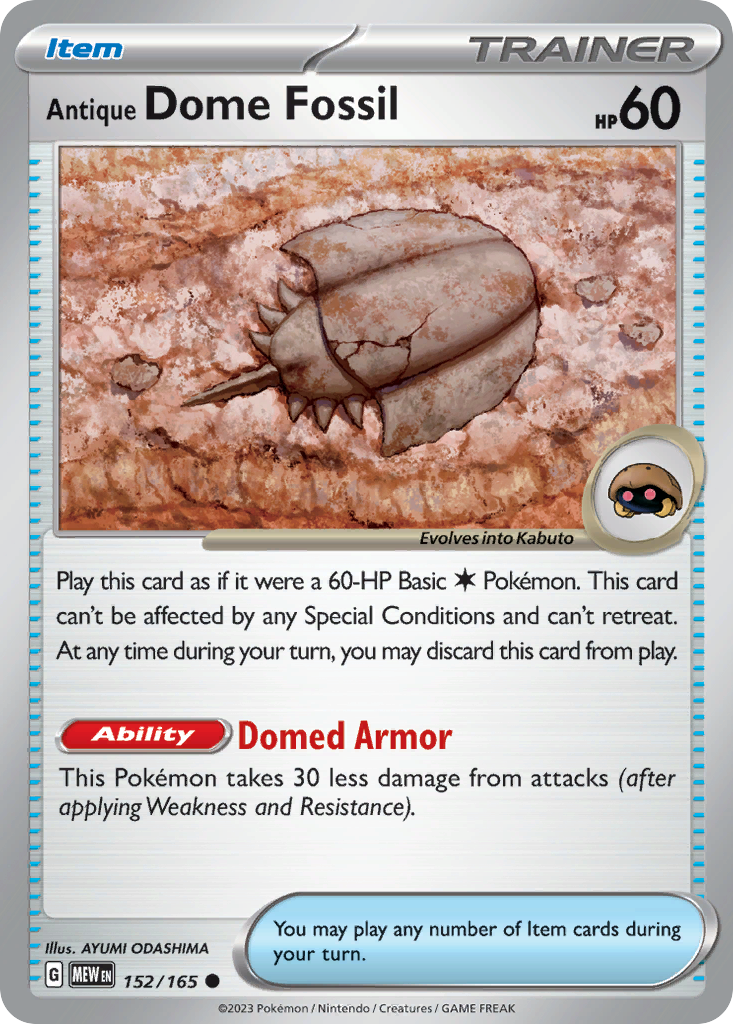 Item
TRAINER
Antique Dome Fossil
HP 60
Evolves into Kabuto
Play this card as if it were a 60-HP Basic Pokémon. This card
can't be affected by any Special Conditions and can't retreat.
At any time during your turn, you may discard this card from play.
Ability Domed Armor
This Pokémon takes 30 less damage from attacks (after
applying Weakness and Resistance).
You may play any number of Item cards during
your turn.
Illus. AYUMI ODASHIMA
G MEW EN 152/165
©2023 Pokémon / Nintendo / Creatures / GAME FREAK